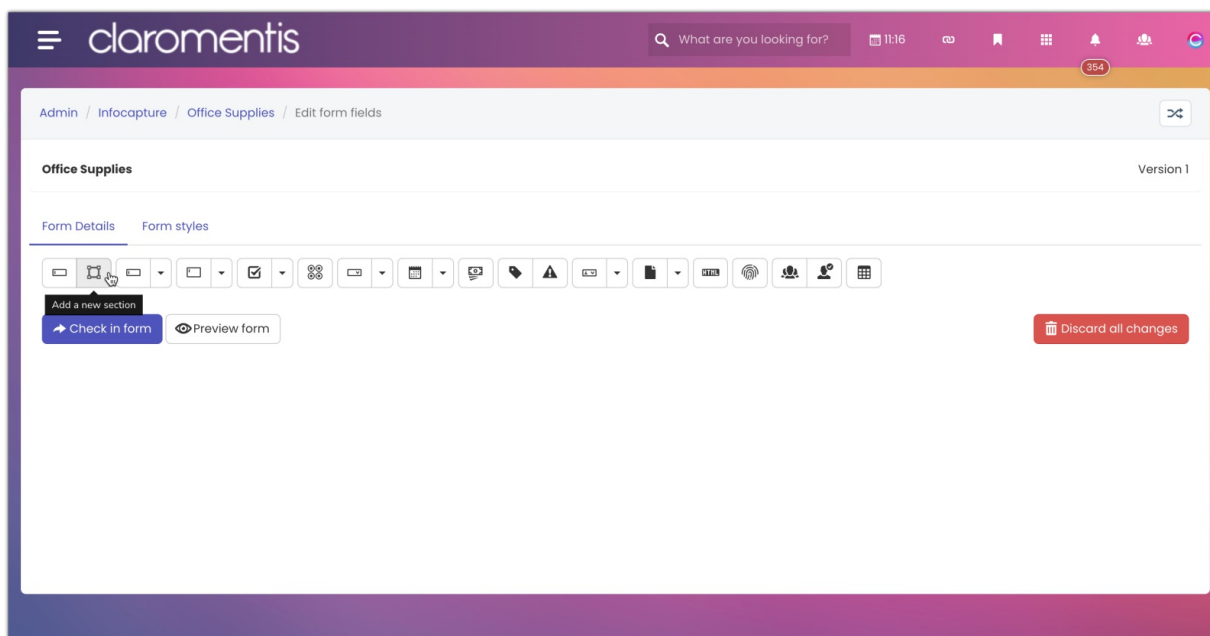 claromentis
What are you looking for?
11:16
354
Admin / Infocapture / Office Supplies / Edit form fields
Office Supplies
Version 1
Form Details
Form styles
HTML
Add a new section
Check in form
Preview form
Discard all changes